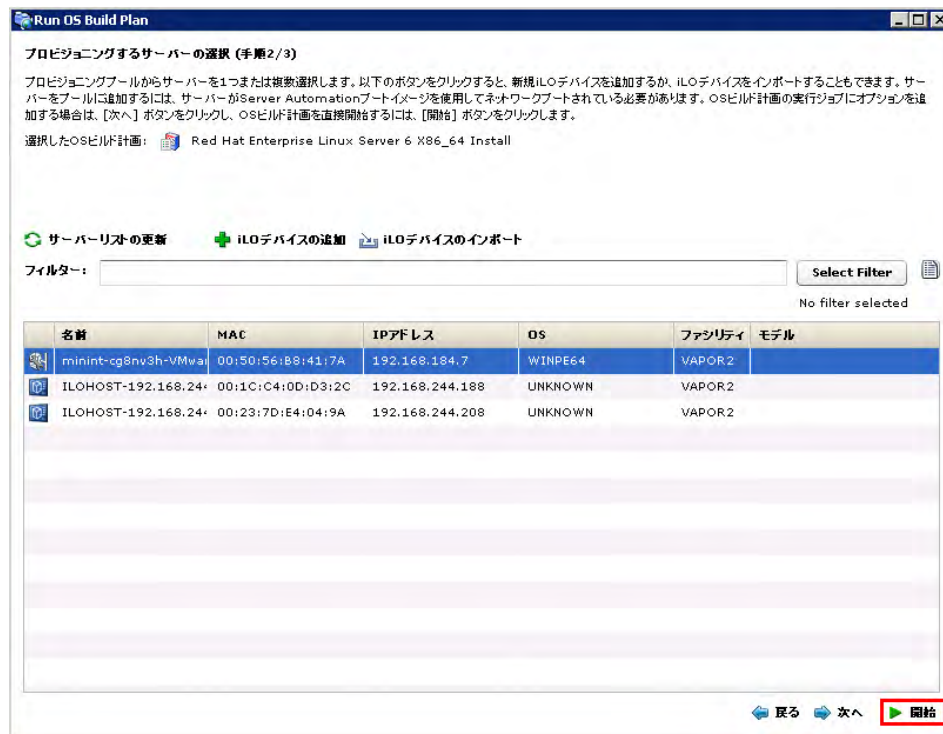 Run OS Build Plan
プロビジョニングするサーバーの選択 (手順2/3)
プロビジョニングプールからサーバーを1つまたは複数選択します。以下のボタンをクリックすると、新規iLOデバイスを追加するか、iLOデバイスをインポートすることもできます。サー
バーをプールに追加するには、サーバーがServer Automationブートイメージを使用してネットワークブートされている必要があります。OSビルド計画の実行ジョブにオプションを追
加する場合は、[次へ] ボタンをクリックし、OSビルド計画を直接開始するには、[開始] ボタンをクリックします。
選択したOSビルド計画: Red Hat Enterprise Linux Server 6 X86_64 Install
サーバーリストの更新 iLOデバイスの追加 iLOデバイスのインポート
フィルター: Select Filter
No filter selected
名前 MAC IPアドレス OS ファシリティ モデル
minint-cg8nv3h-VMwar 00:50:56:B8:41:7A 192.168.184.7 WINPE64 VAPOR2
ILOHOST-192.168.24 00:1C:C4:0D:D3:2C 192.168.244.188 UNKNOWN VAPOR2
ILOHOST-192.168.24 00:23:7D:E4:04:9A 192.168.244.208 UNKNOWN VAPOR2
戻る 次へ 開始